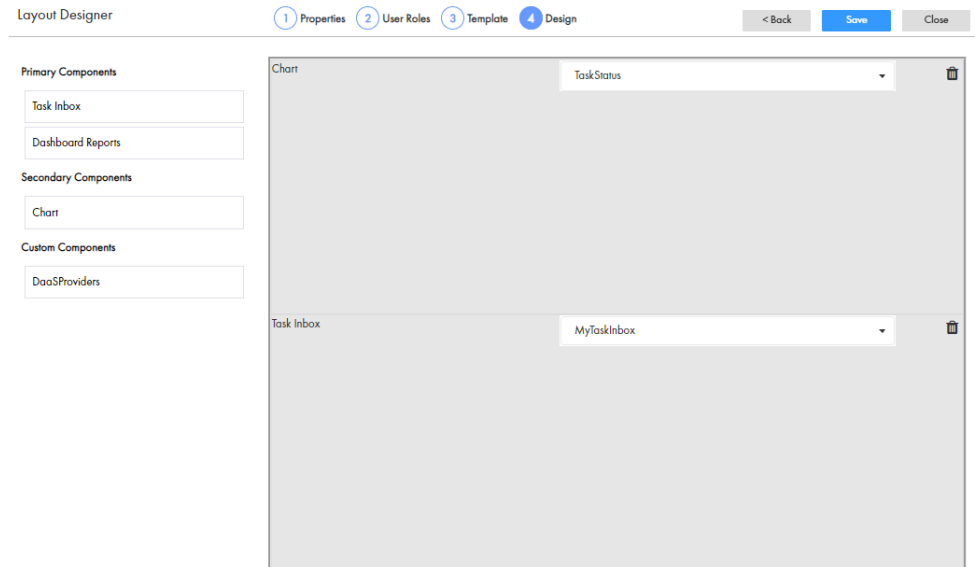 Layout Designer
1 Properties 2 User Roles 3 Template 4 Design
< Back Save Close
Primary Components
Task Inbox
Dashboard Reports
Secondary Components
Chart
Custom Components
DaaSProviders
Chart TaskStatus
Task Inbox MyTaskInbox